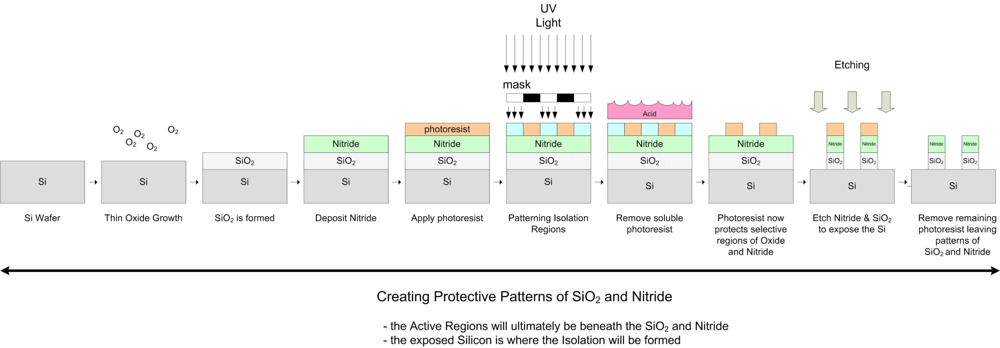 UV
Light
Etching
mask
Acid
O₂ O₂ O₂
O₂ O₂
photoresist
Nitride Nitride Nitride Nitride Nitride Nitride Nitride Nitride Nitride
SiO₂ SiO₂ SiO₂ SiO₂ SiO₂ SiO₂ SiO₂ SiO₂ SiO₂ SiO₂
Si Si Si Si Si Si Si Si Si Si
Si Wafer
Thin Oxide Growth
SiO₂ is formed
Deposit Nitride
Apply photoresist
Patterning Isolation
Regions
Remove soluble
photoresist
Photoresist now
protects selective
regions of Oxide
and Nitride
Etch Nitride & SiO₂
to expose the Si
Remove remaining
photoresist leaving
patterns of
SiO₂ and Nitride
Creating Protective Patterns of SiO₂ and Nitride
- the Active Regions will ultimately be beneath the SiO₂ and Nitride
- the exposed Silicon is where the Isolation will be formed